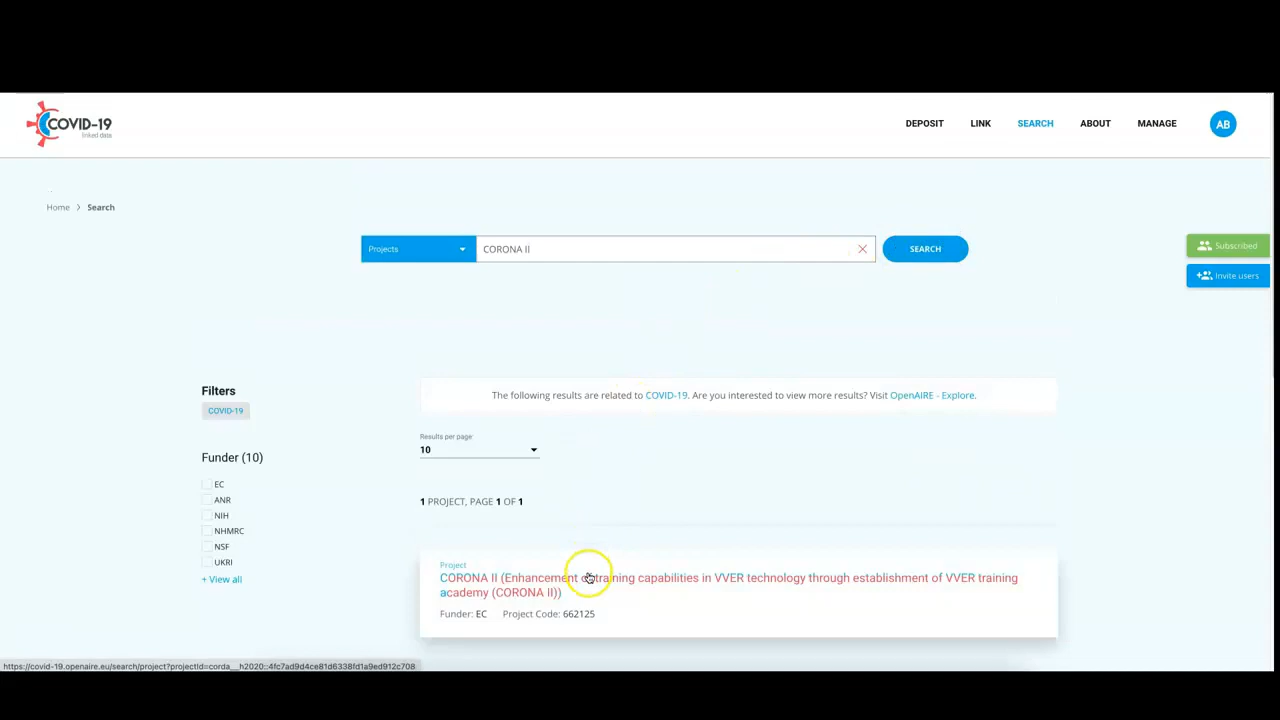 COVID-19
linked data
DEPOSIT
LINK
SEARCH
ABOUT
MANAGE
AB
Home > Search
Projects
CORONA II
SEARCH
Subscribed
Invite users
Filters
COVID-19
The following results are related to COVID-19. Are you interested to view more results? Visit OpenAIRE - Explore.
Results per page:
10
Funder (10)
EC
ANR
NIH
NHMRC
NSF
UKRI
+ View all
1 PROJECT, PAGE 1 OF 1
Project
CORONA II (Enhancement of training capabilities in VVER technology through establishment of VVER training
academy (CORONA II))
Funder: EC Project Code: 662125
https://covid-19.openaire.eu/search/project?projectId=corda__h2020::4fc7ad9d4ce81d6338fd1a9ed912c708